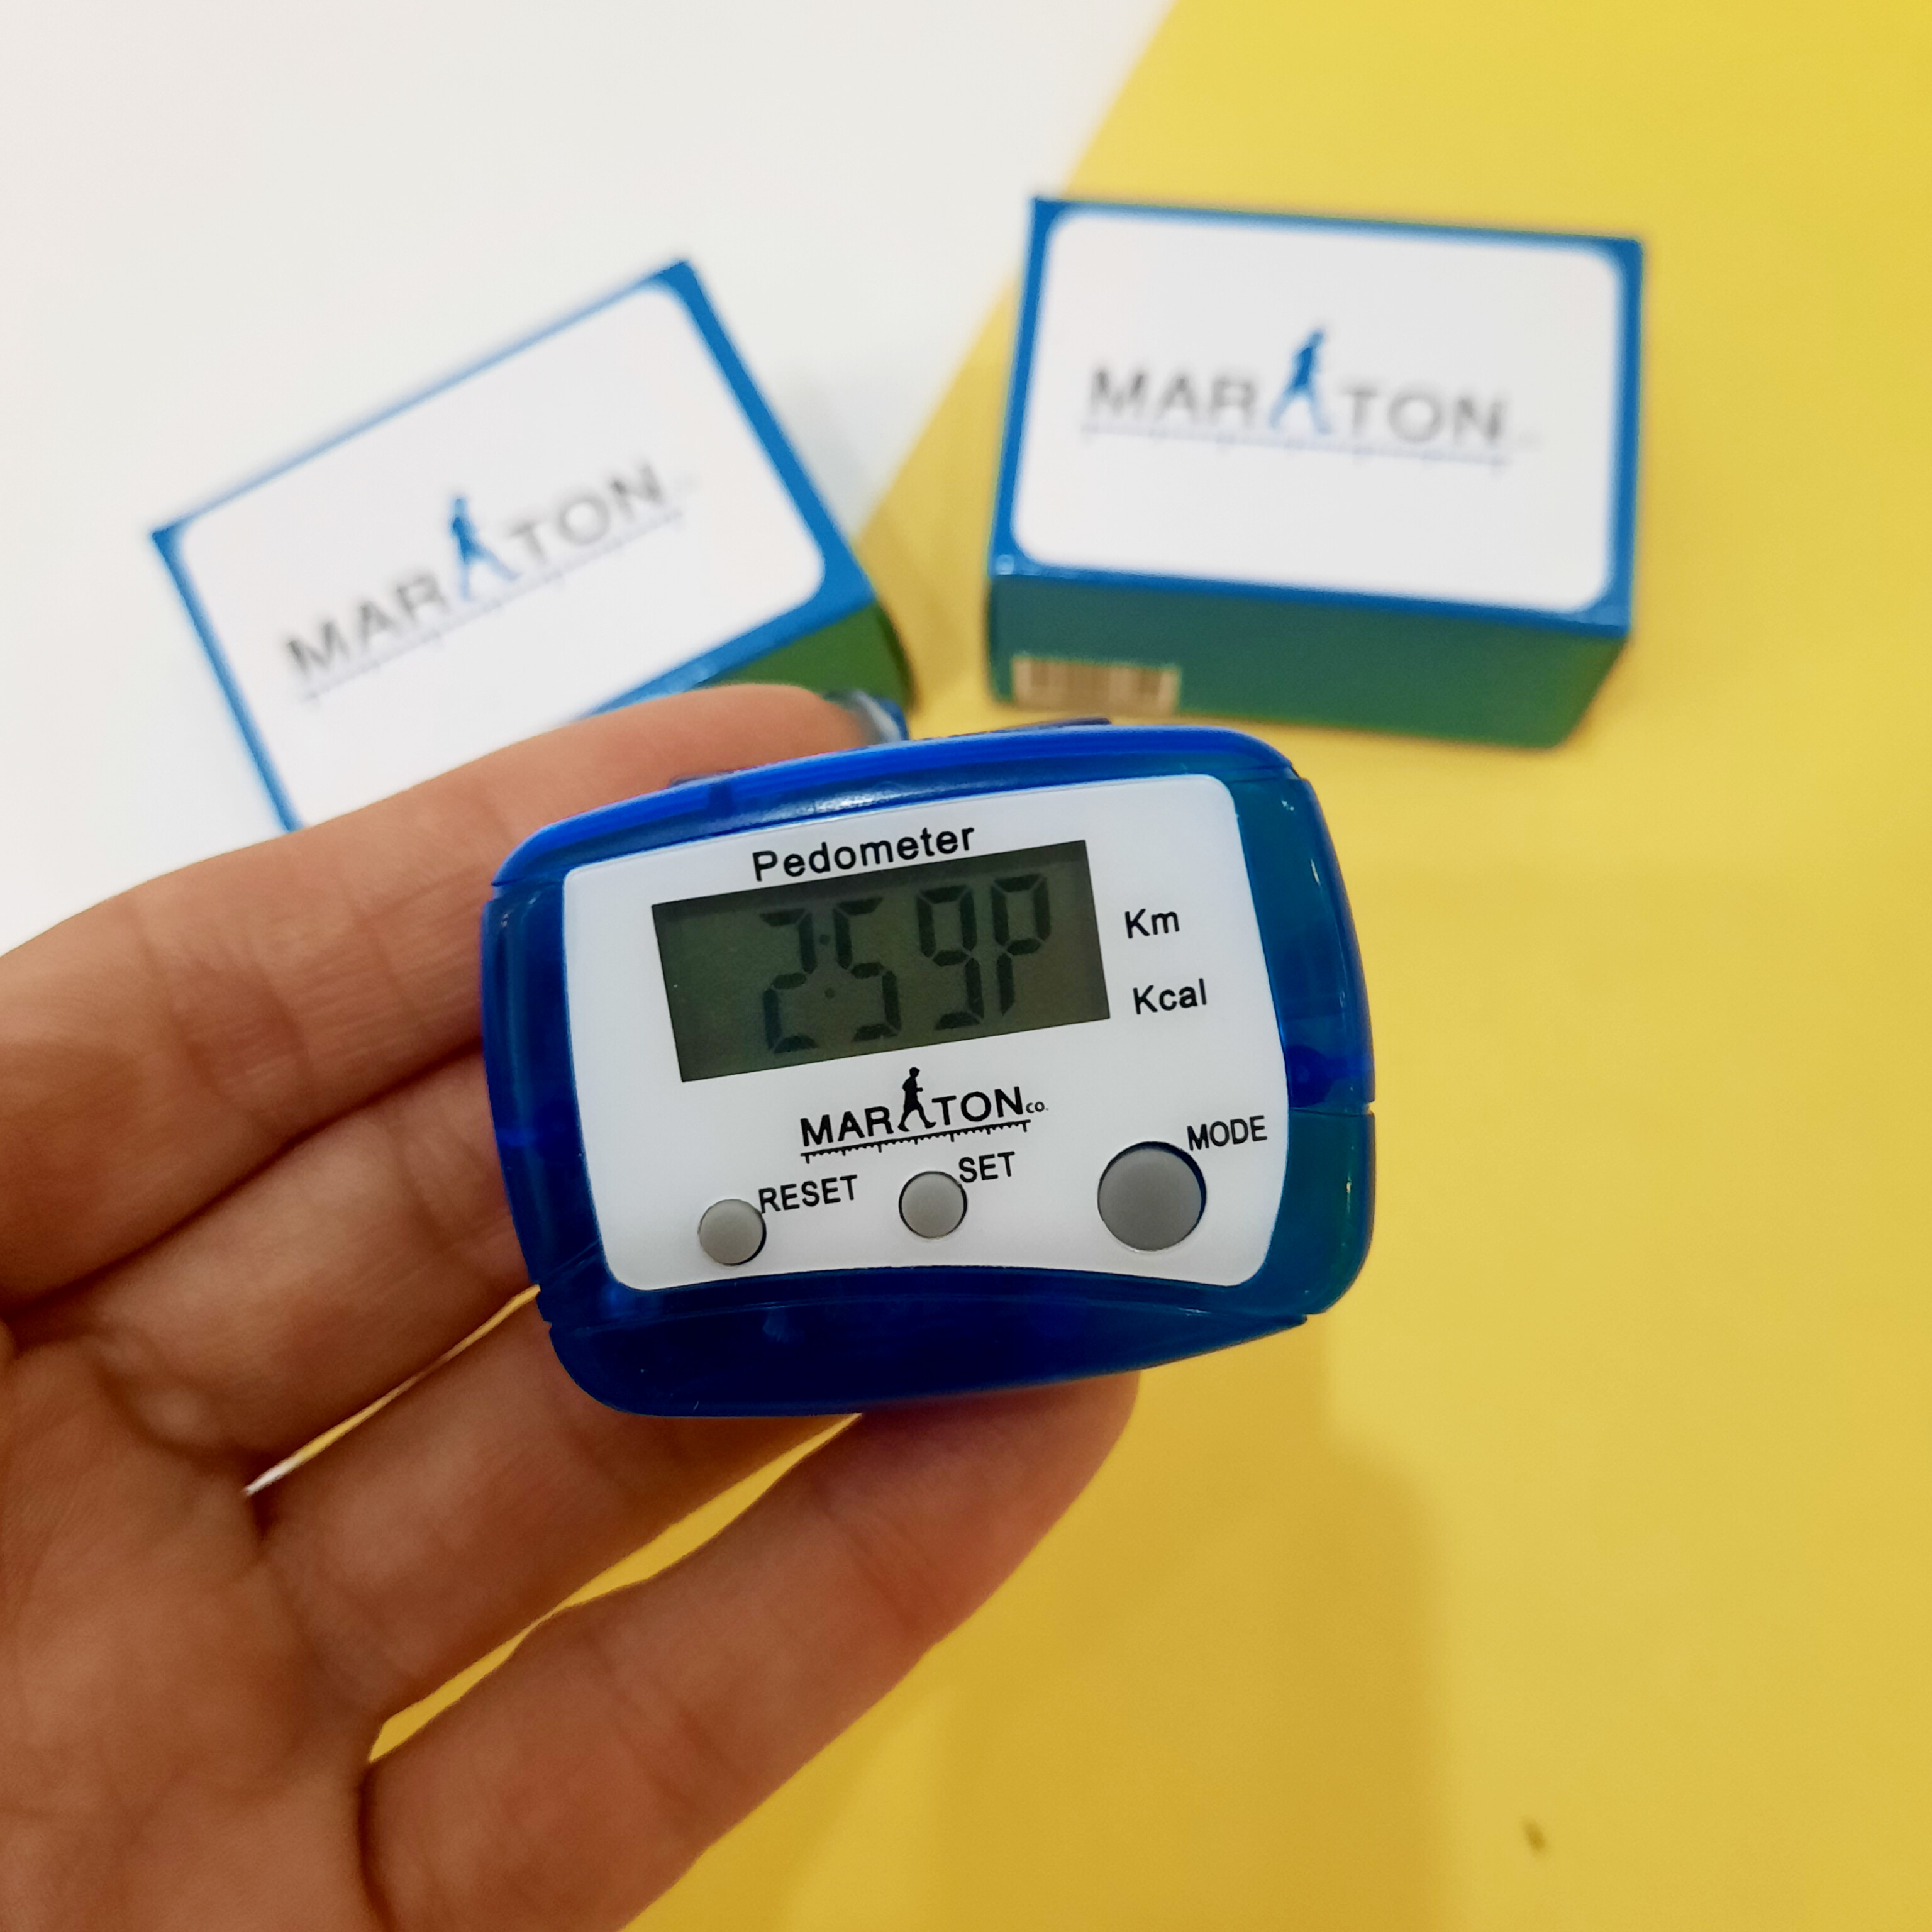 MARATON
MARATON
Pedometer
2:59P
Km
Kcal
MARATON CO.
RESET
SET
MODE